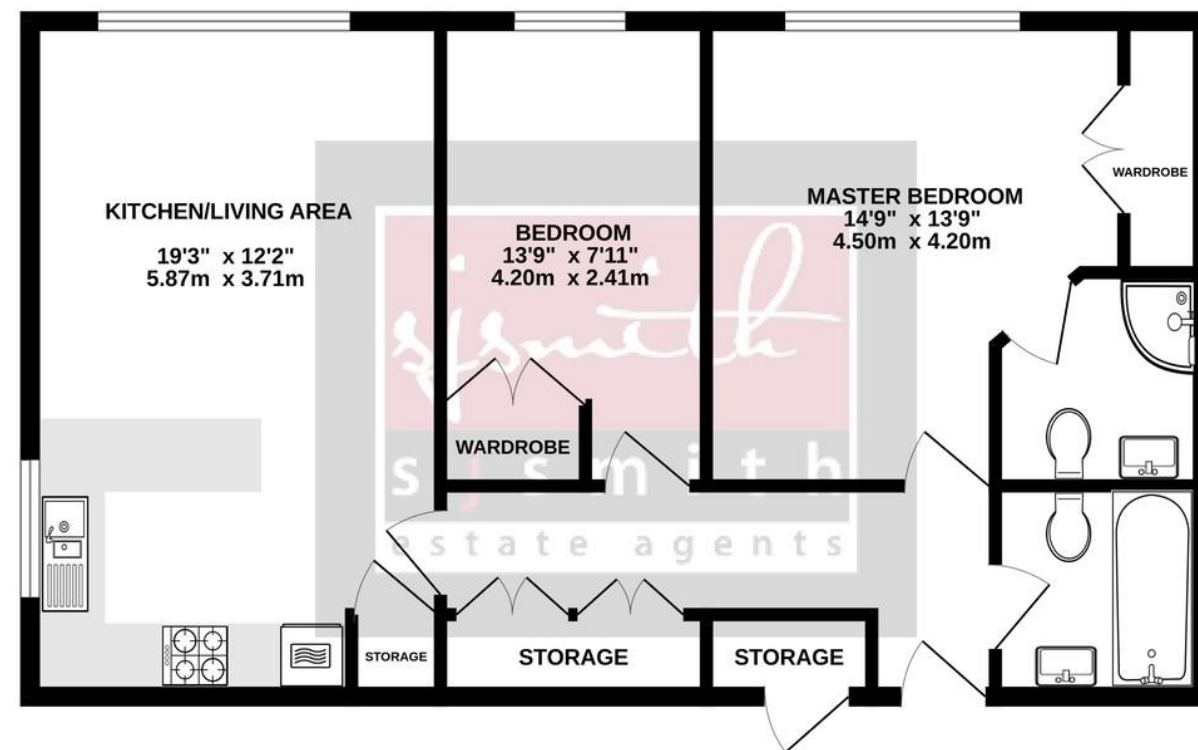 KITCHEN/LIVING AREA
19'3" x 12'2"
5.87m x 3.71m
BEDROOM
13'9" x 7'11"
4.20m x 2.41m
MASTER BEDROOM
14'9" x 13'9"
4.50m x 4.20m
WARDROBE
WARDROBE
STORAGE
STORAGE
STORAGE
sjsmith
sjsmith
estate agents